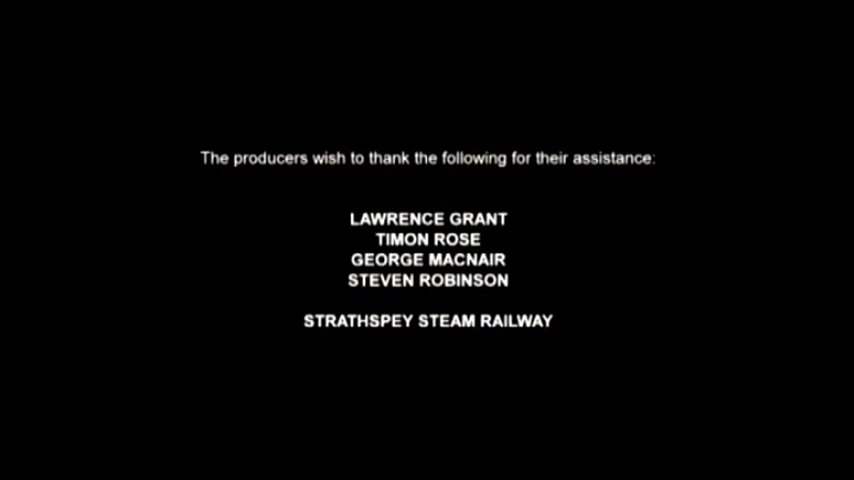 The producers wish to thank the following for their assistance:
LAWRENCE GRANT
TIMON ROSE
GEORGE MACNAIR
STEVEN ROBINSON
STRATHSPEY STEAM RAILWAY